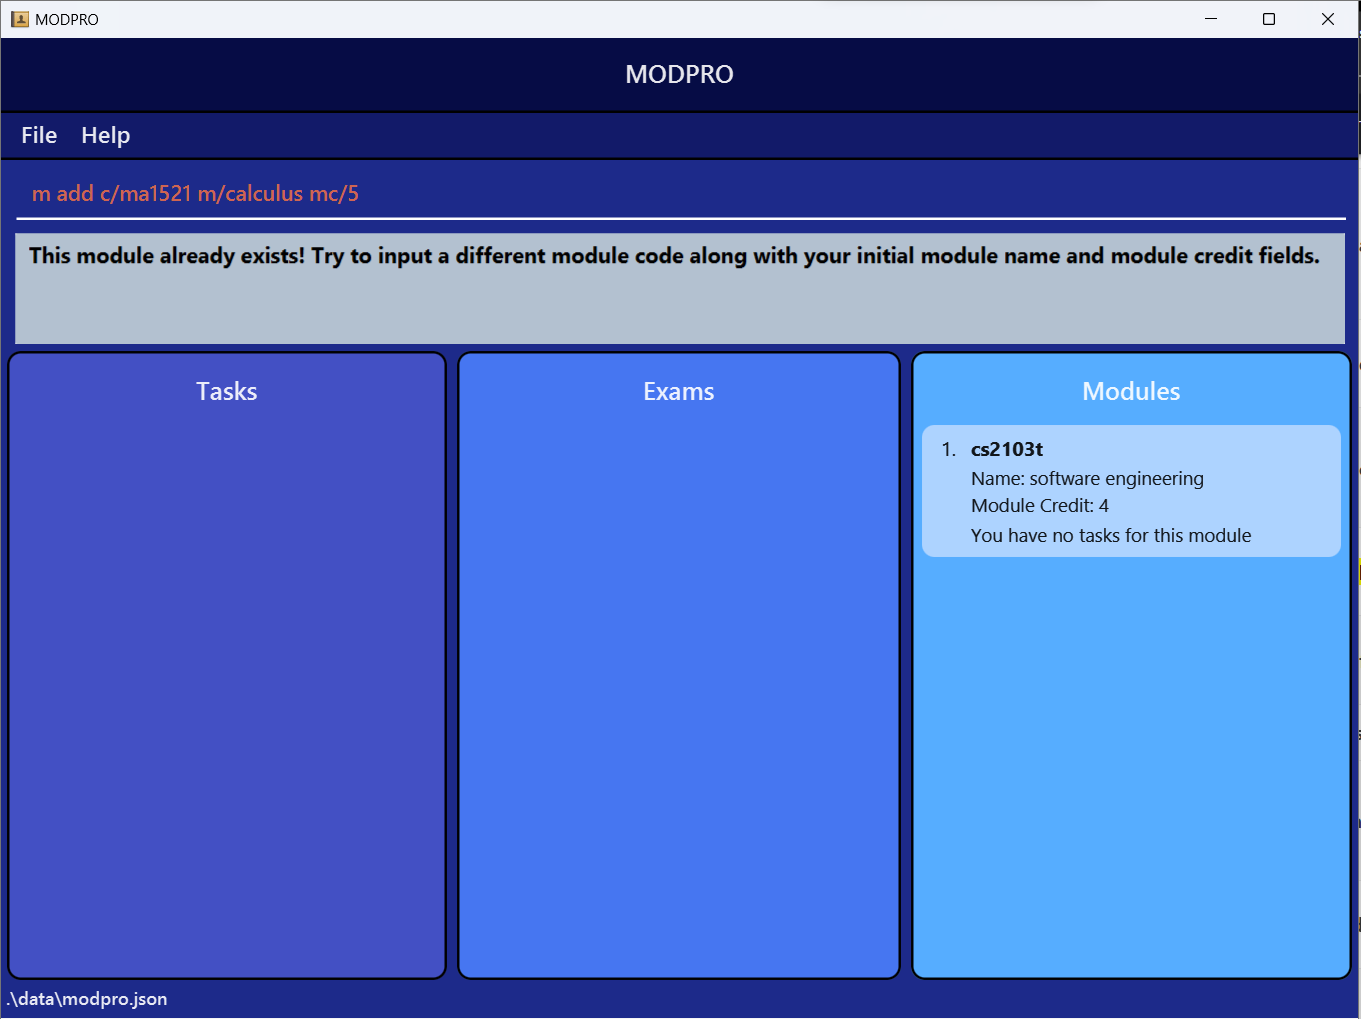 MODPRO
MODPRO
File Help
m add c/ma1521 m/calculus mc/5
This module already exists! Try to input a different module code along with your initial module name and module credit fields.
Tasks
Exams
Modules
1. cs2103t
Name: software engineering
Module Credit: 4
You have no tasks for this module
.\data\modpro.json